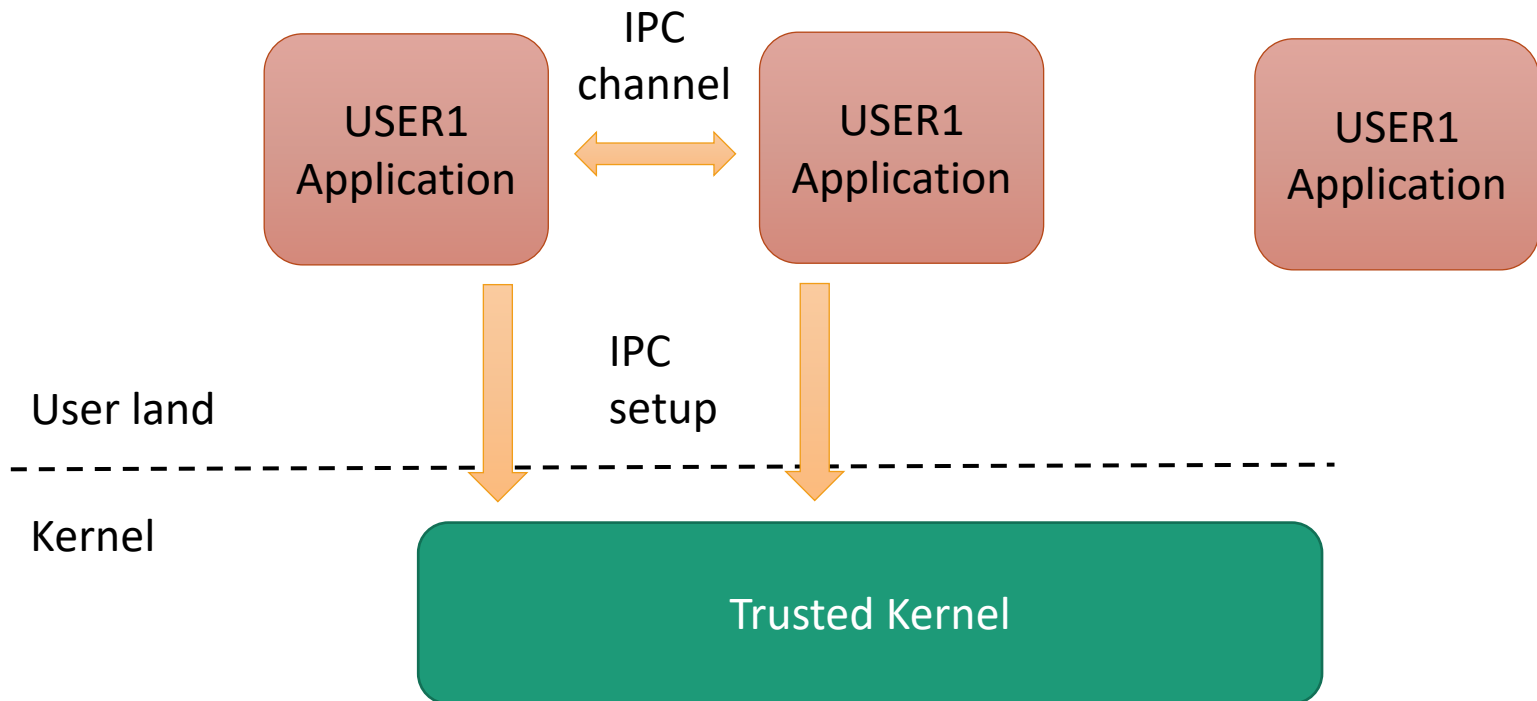 IPC
channel
USER1
Application
USER1
Application
USER1
Application
IPC
setup
User land
Kernel
Trusted Kernel